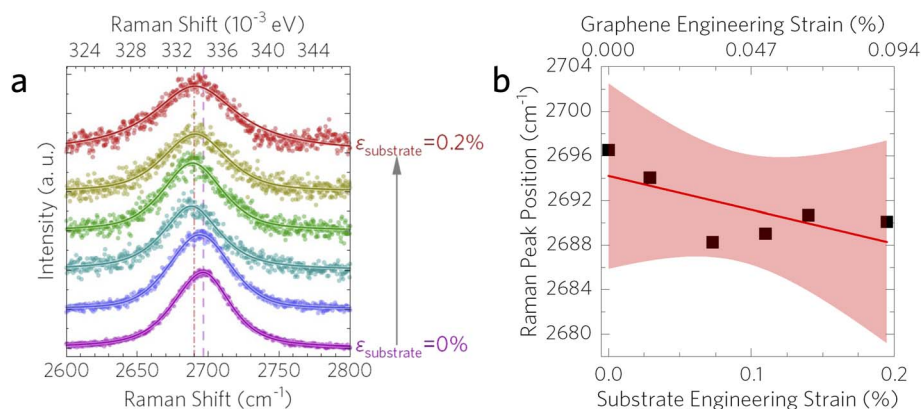 a
Raman Shift (10⁻³ eV)
324 328 332 336 340 344
Intensity (a. u.)
εsubstrate=0.2%
εsubstrate=0%
2600 2650 2700 2750 2800
Raman Shift (cm⁻¹)
b
Graphene Engineering Strain (%)
0.000 0.047 0.094
Raman Peak Position (cm⁻¹)
2704
2700
2696
2692
2688
2684
2680
0.0 0.1 0.2
Substrate Engineering Strain (%)